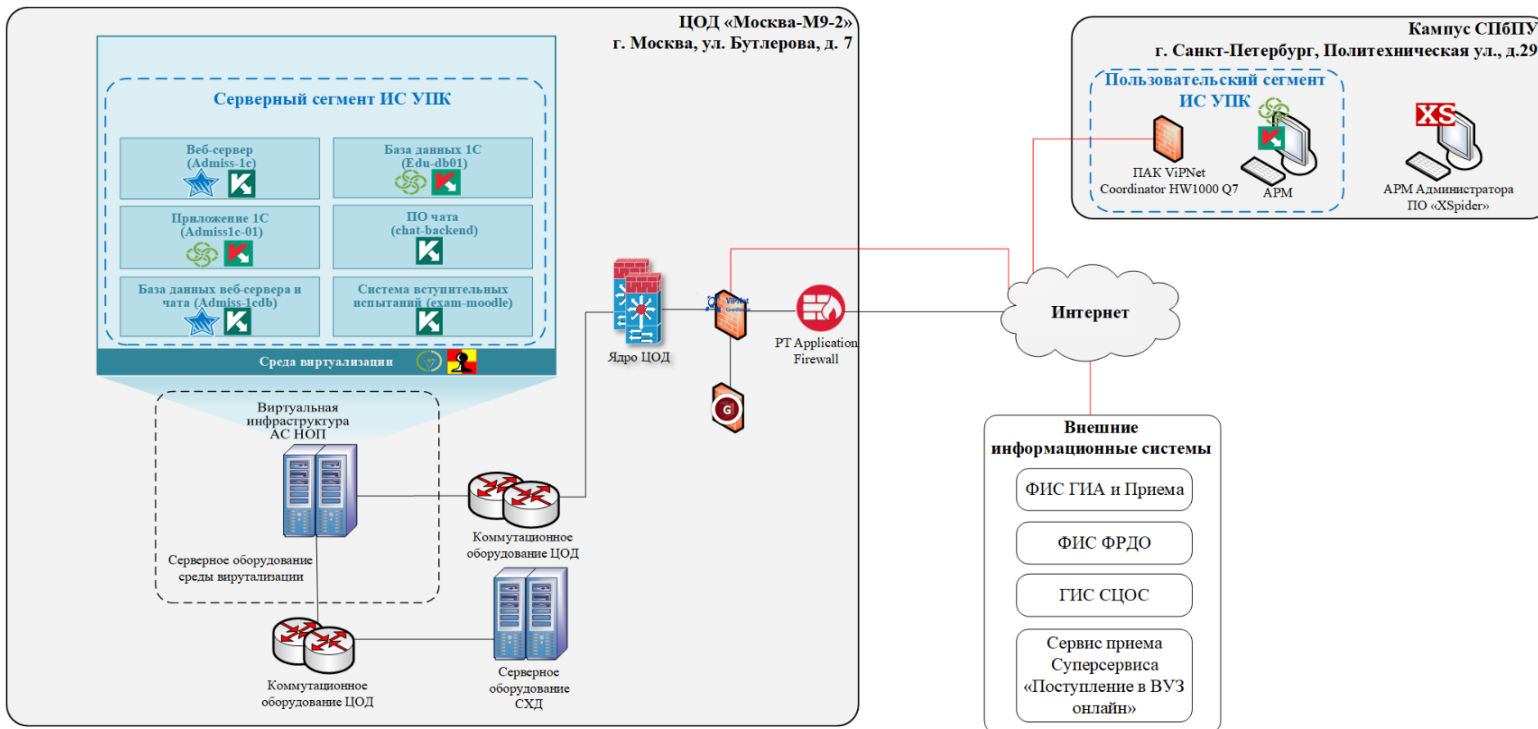 ЦОД «Москва-М9-2»
г. Москва, ул. Бутлерова, д. 7
Серверный сегмент ИС УПК
Веб-сервер
(Admiss-1c)
База данных 1С
(Edu-db01)
Приложение 1С
(Admiss1c-01)
ПО чата
(chat-backend)
База данных веб-сервера и
чата (Admiss-1cdb)
Система вступительных
испытаний (exam-moodle)
Среда виртуализации
Виртуальная
инфраструктура
АС НОП
Серверное оборудование
среды вирутализации
Коммутационное
оборудование ЦОД
Коммутационное
оборудование ЦОД
Серверное
оборудование
СХД
Ядро ЦОД
ViPNet
Coordinator
G
PT Application
Firewall
Интернет
Кампус СПбПУ
г. Санкт-Петербург, Политехническая ул., д.29
Пользовательский сегмент
ИС УПК
ПАК ViPNet
Coordinator HW1000 Q7
АРМ
XS
АРМ Администратора
ПО «XSpider»
Внешние
информационные системы
ФИС ГИА и Приема
ФИС ФРДО
ГИС СЦОС
Сервис приема
Суперсервиса
«Поступление в ВУЗ
онлайн»